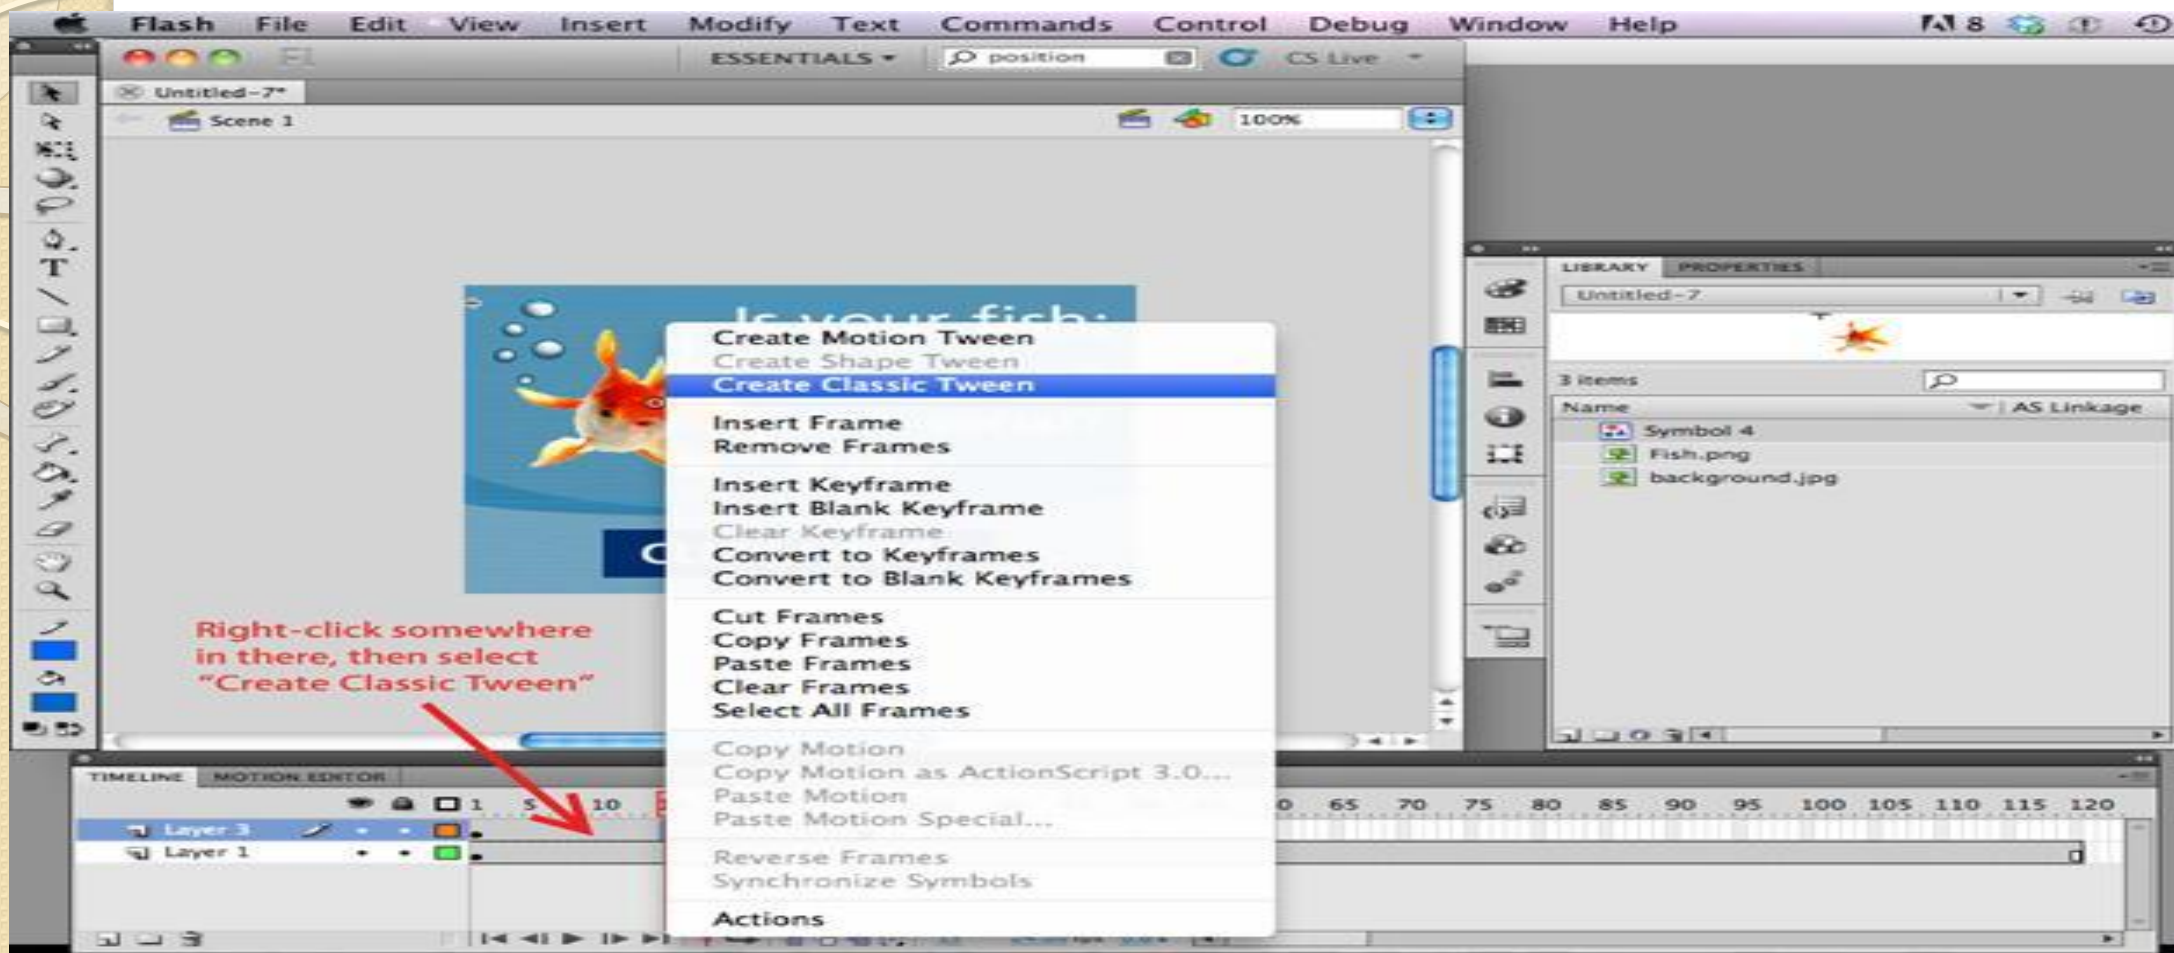 Flash File Edit View Insert Modify Text Commands Control Debug Window Help 8
ESSENTIALS position CS Live
Untitled-7*
Scene 1 100%
Is your fish:
Create Motion Tween
Create Shape Tween
Create Classic Tween
Insert Frame
Remove Frames
Insert Keyframe
Insert Blank Keyframe
Clear Keyframe
Convert to Keyframes
Convert to Blank Keyframes
Cut Frames
Copy Frames
Paste Frames
Clear Frames
Select All Frames
Copy Motion
Copy Motion as ActionScript 3.0...
Paste Motion
Paste Motion Special...
Reverse Frames
Synchronize Symbols
Actions
Right-click somewhere
in there, then select
“Create Classic Tween”
LIBRARY PROPERTIES
Untitled-7
3 items
Name AS Linkage
Symbol 4
Fish.png
background.jpg
TIMELINE MOTION EDITOR
1 5 10 65 70 75 80 85 90 95 100 105 110 115 120
Layer 3
Layer 1